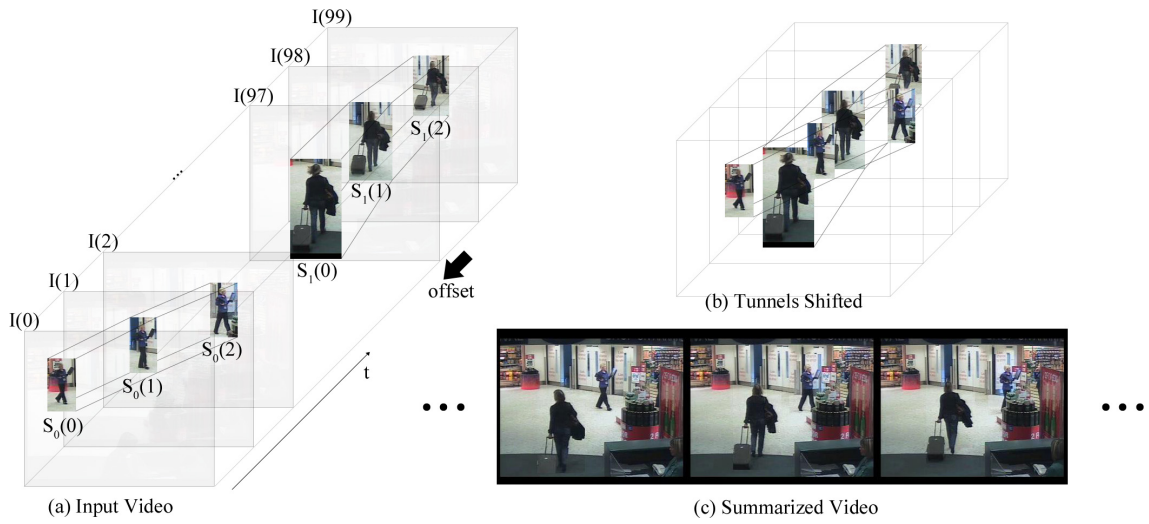 I(99)
I(98)
I(97)
S₁(2)
S₁(1)
S₁(0)
...
I(2)
I(1)
I(0)
offset
S₀(2)
S₀(1)
S₀(0)
t
(a) Input Video
(b) Tunnels Shifted
...
...
(c) Summarized Video